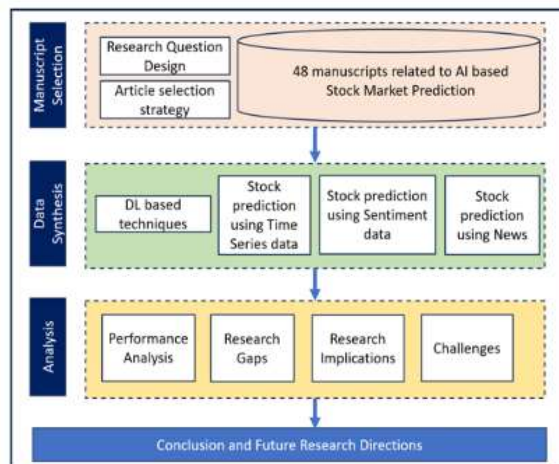 Manuscript
Selection
Research Question
Design
Article selection
strategy
48 manuscripts related to AI based
Stock Market Prediction
Data
Synthesis
DL based
techniques
Stock
prediction
using Time
Series data
Stock prediction
using Sentiment
data
Stock
prediction
using News
Analysis
Performance
Analysis
Research
Gaps
Research
Implications
Challenges
Conclusion and Future Research Directions